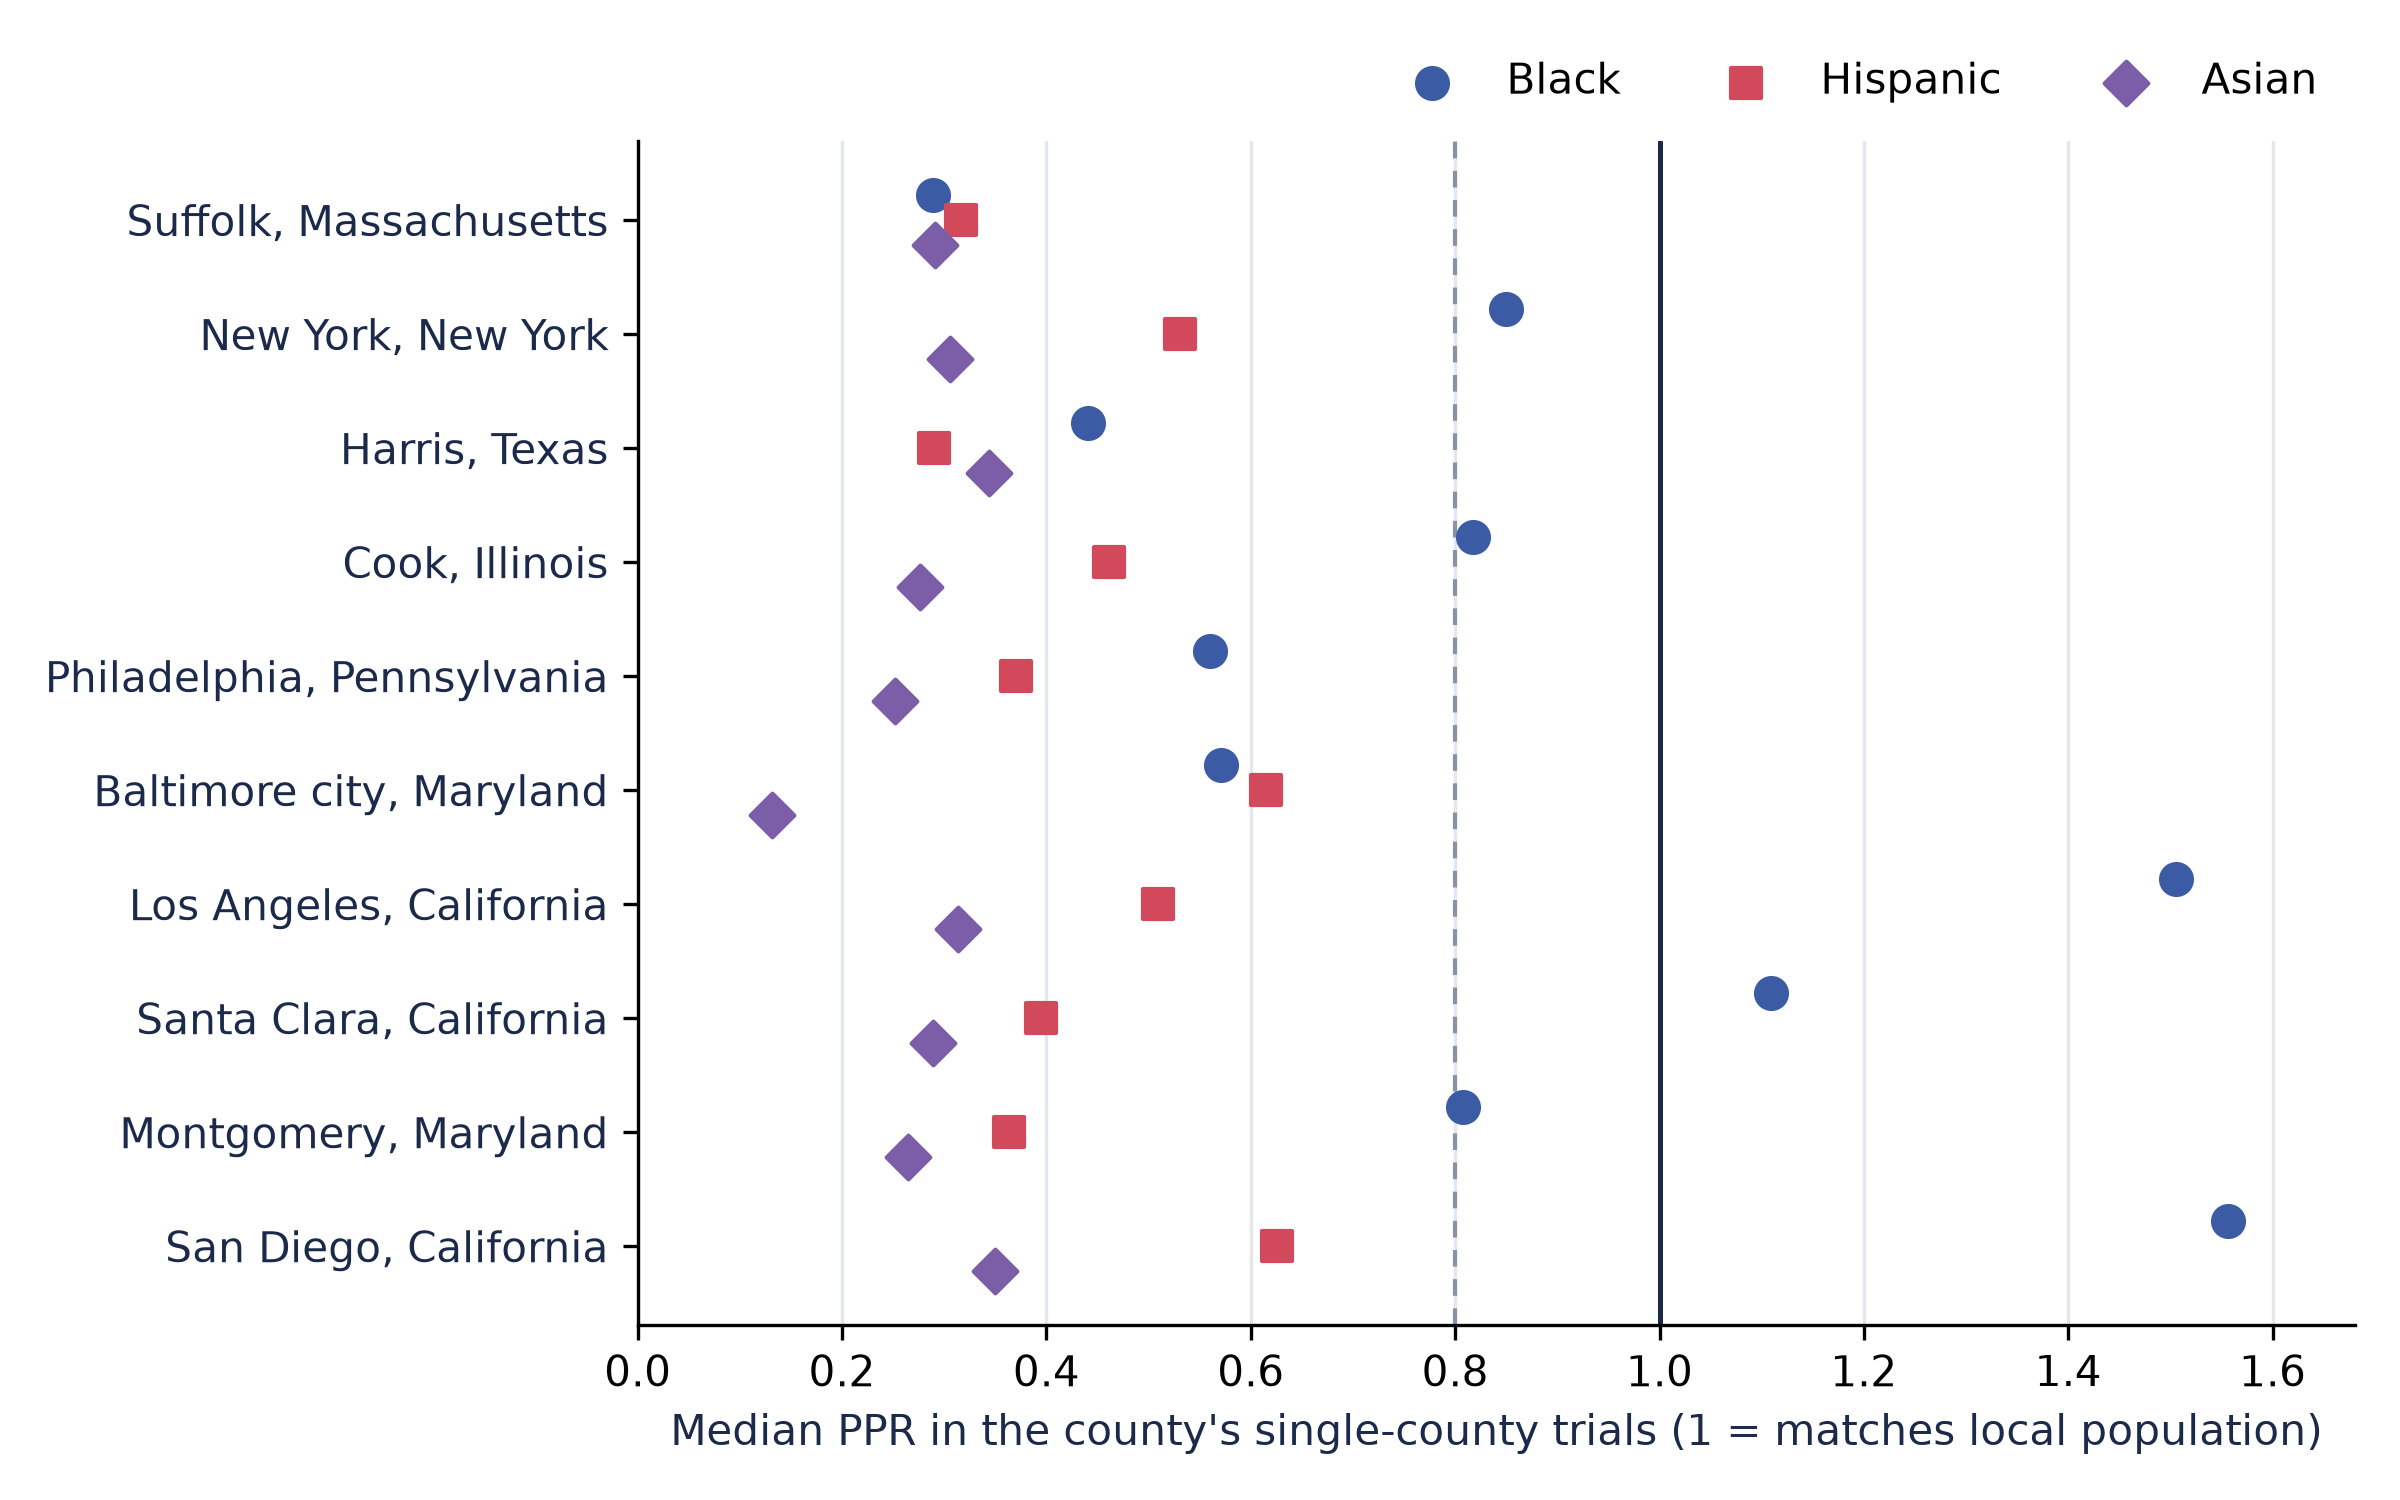 Black Hispanic Asian
Suffolk, Massachusetts
New York, New York
Harris, Texas
Cook, Illinois
Philadelphia, Pennsylvania
Baltimore city, Maryland
Los Angeles, California
Santa Clara, California
Montgomery, Maryland
San Diego, California
0.0 0.2 0.4 0.6 0.8 1.0 1.2 1.4 1.6
Median PPR in the county's single-county trials (1 = matches local population)